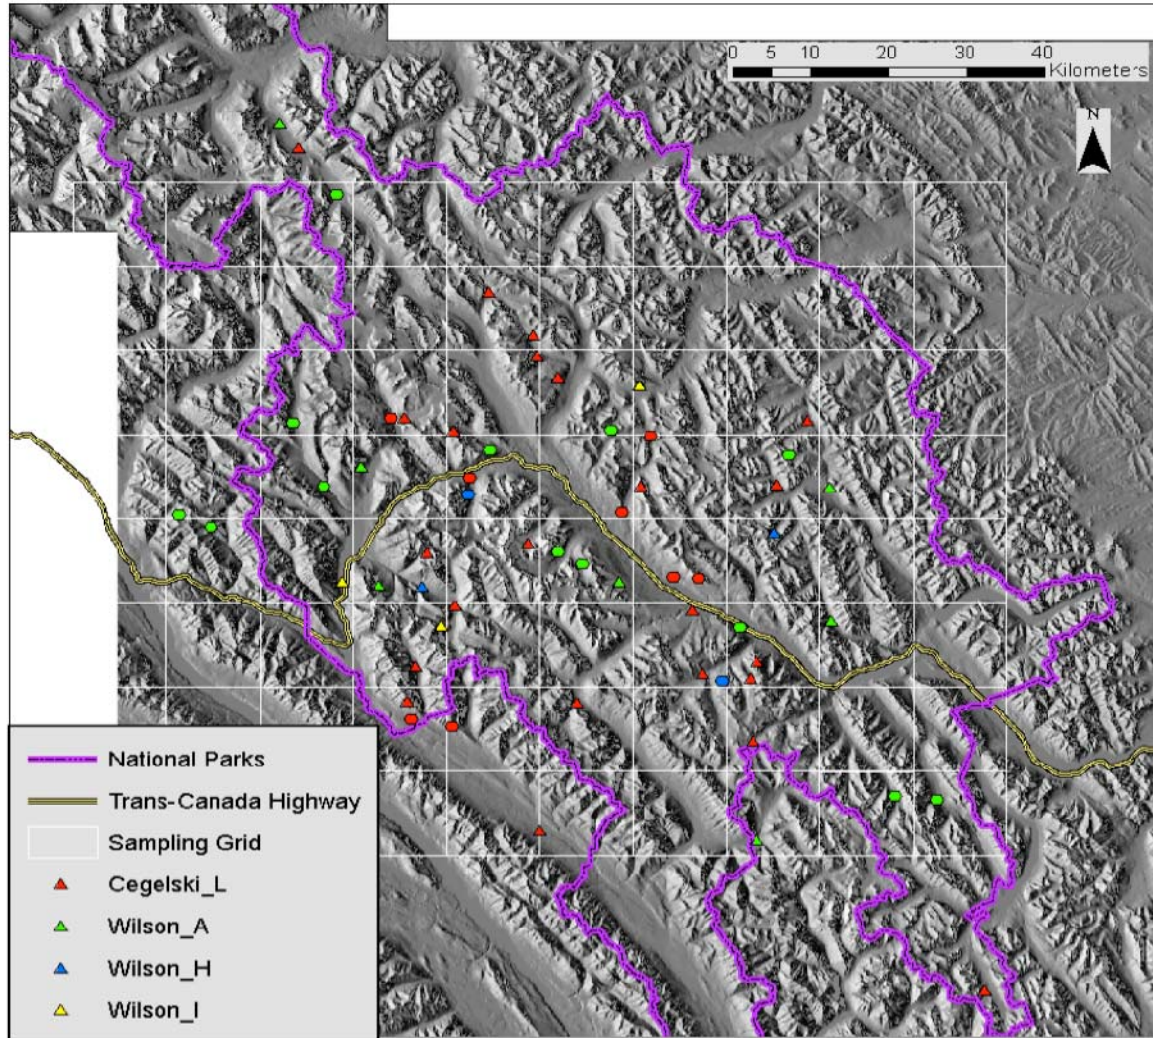 0 5 10 20 30 40
Kilometers
N
National Parks
Trans-Canada Highway
Sampling Grid
Cegelski_L
Wilson_A
Wilson_H
Wilson_I